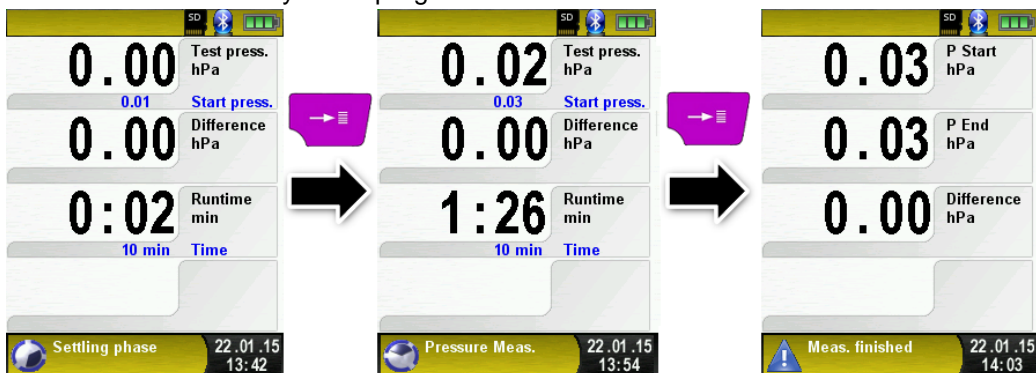 SD
0.00 Test press.
hPa
0.01 Start press.
0.00 Difference
hPa
0:02 Runtime
min
10 min Time
Settling phase 22.01.15
13:42
SD
0.02 Test press.
hPa
0.03 Start press.
0.00 Difference
hPa
1:26 Runtime
min
10 min Time
Pressure Meas. 22.01.15
13:54
SD
0.03 P Start
hPa
0.03 P End
hPa
0.00 Difference
hPa
Meas. finished 22.01.15
14:03